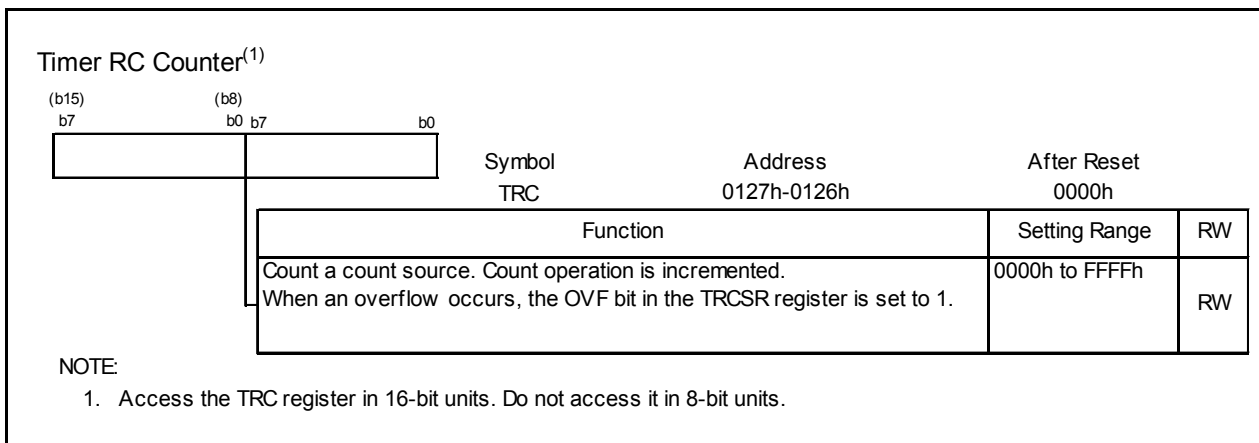 Timer RC Counter(1)
(b15) (b8)
b7 b0 b7 b0
Symbol Address After Reset
TRC 0127h-0126h 0000h
Function Setting Range RW
Count a count source. Count operation is incremented. 0000h to FFFFh
When an overflow occurs, the OVF bit in the TRCSR register is set to 1. RW
NOTE:
1. Access the TRC register in 16-bit units. Do not access it in 8-bit units.